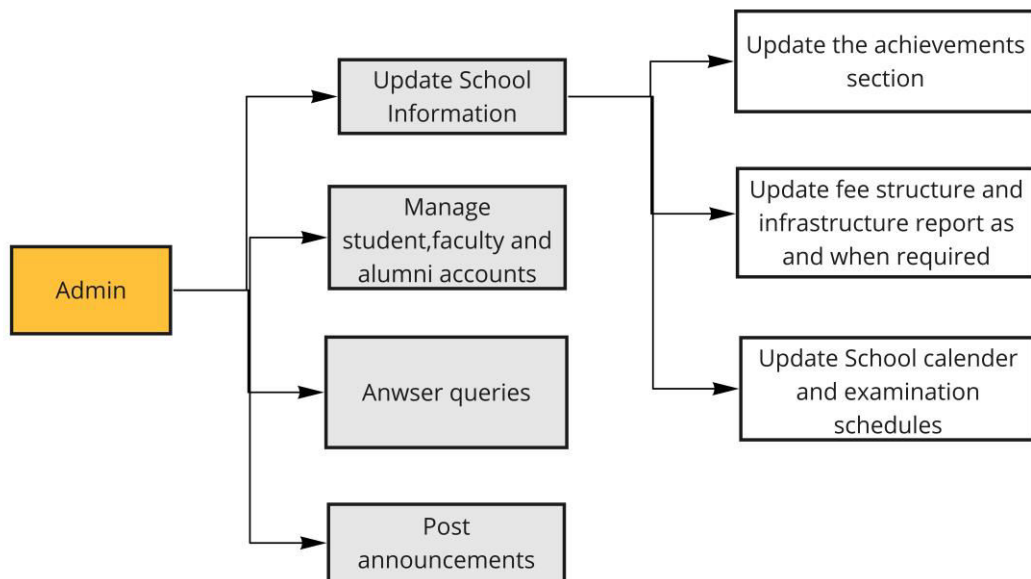 Admin
Update School
Information
Manage
student,faculty and
alumni accounts
Anwser queries
Post
announcements
Update the achievements
section
Update fee structure and
infrastructure report as
and when required
Update School calender
and examination
schedules